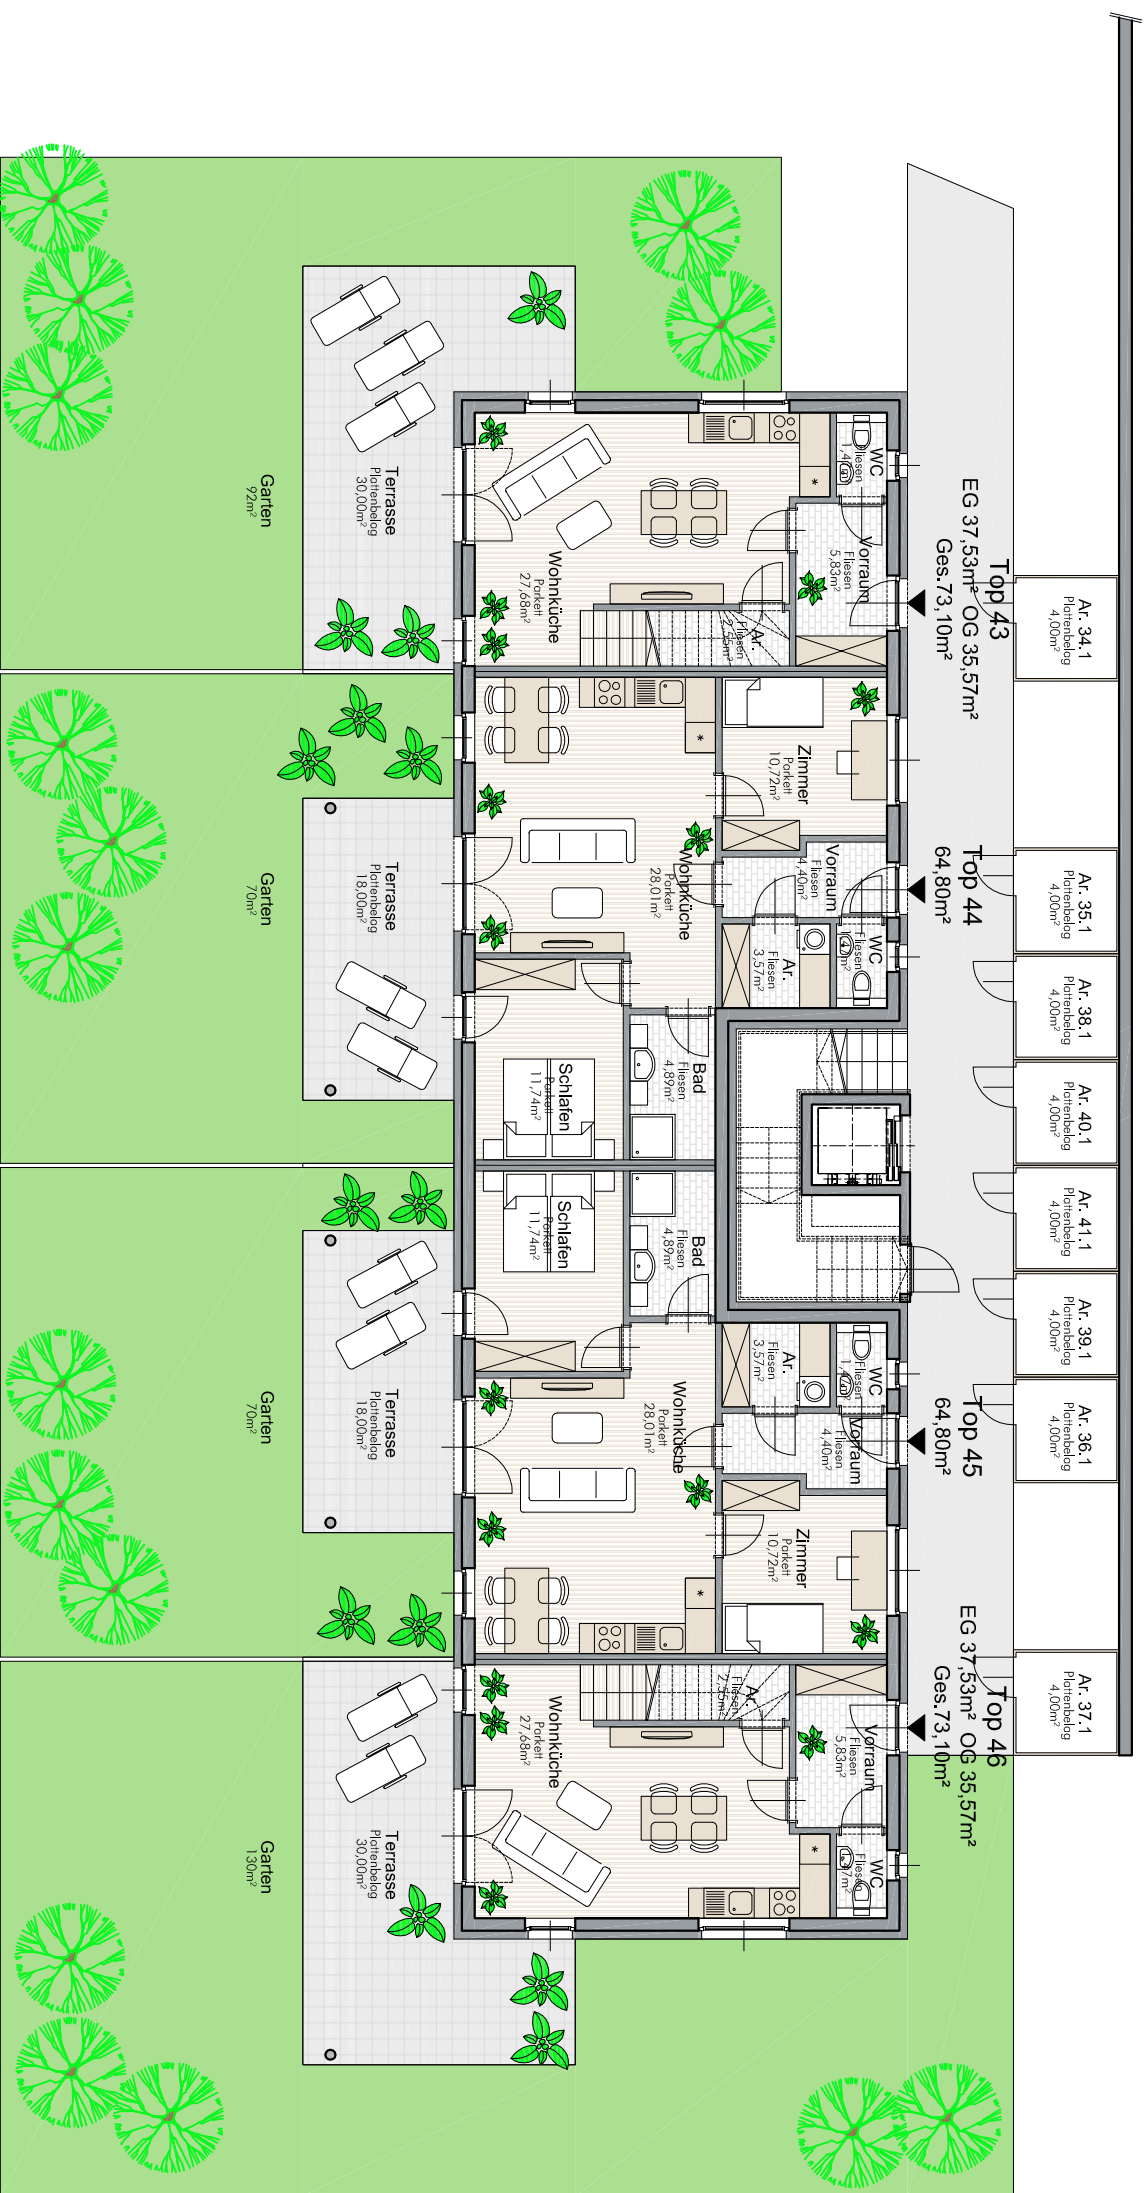 Ar. 34.1
Plattenbelag
4,00m²
Ar. 35.1
Plattenbelag
4,00m²
Ar. 38.1
Plattenbelag
4,00m²
Ar. 40.1
Plattenbelag
4,00m²
Ar. 41.1
Plattenbelag
4,00m²
Ar. 39.1
Plattenbelag
4,00m²
Ar. 36.1
Plattenbelag
4,00m²
Ar. 37.1
Plattenbelag
4,00m²
Top 43
EG 37,53m² OG 35,57m²
Ges.73,10m²
Top 44
64,80m²
Top 45
64,80m²
Top 46
EG 37,53m² OG 35,57m²
Ges.73,10m²
WC
Fliesen
Vorraum
Fliesen
5,83m²
Ar.
Fliesen
2,55m²
Wohnküche
Parkett
27,68m²
Zimmer
Parkett
10,72m²
Vorraum
Fliesen
4,40m²
WC
Fliesen
Ar.
Fliesen
3,57m²
Wohnküche
Parkett
28,01m²
Bad
Fliesen
4,89m²
Schlafen
Parkett
11,74m²
Schlafen
Parkett
11,74m²
Bad
Fliesen
4,89m²
Ar.
Fliesen
3,57m²
WC
Fliesen
Vorraum
Fliesen
4,40m²
Wohnküche
Parkett
28,01m²
Zimmer
Parkett
10,72m²
Ar.
Fliesen
2,55m²
Vorraum
Fliesen
5,83m²
WC
Fliesen
Wohnküche
Parkett
27,68m²
Terrasse
Plattenbelag
30,00m²
Terrasse
Plattenbelag
18,00m²
Terrasse
Plattenbelag
18,00m²
Terrasse
Plattenbelag
30,00m²
Garten
92m²
Garten
70m²
Garten
70m²
Garten
130m²